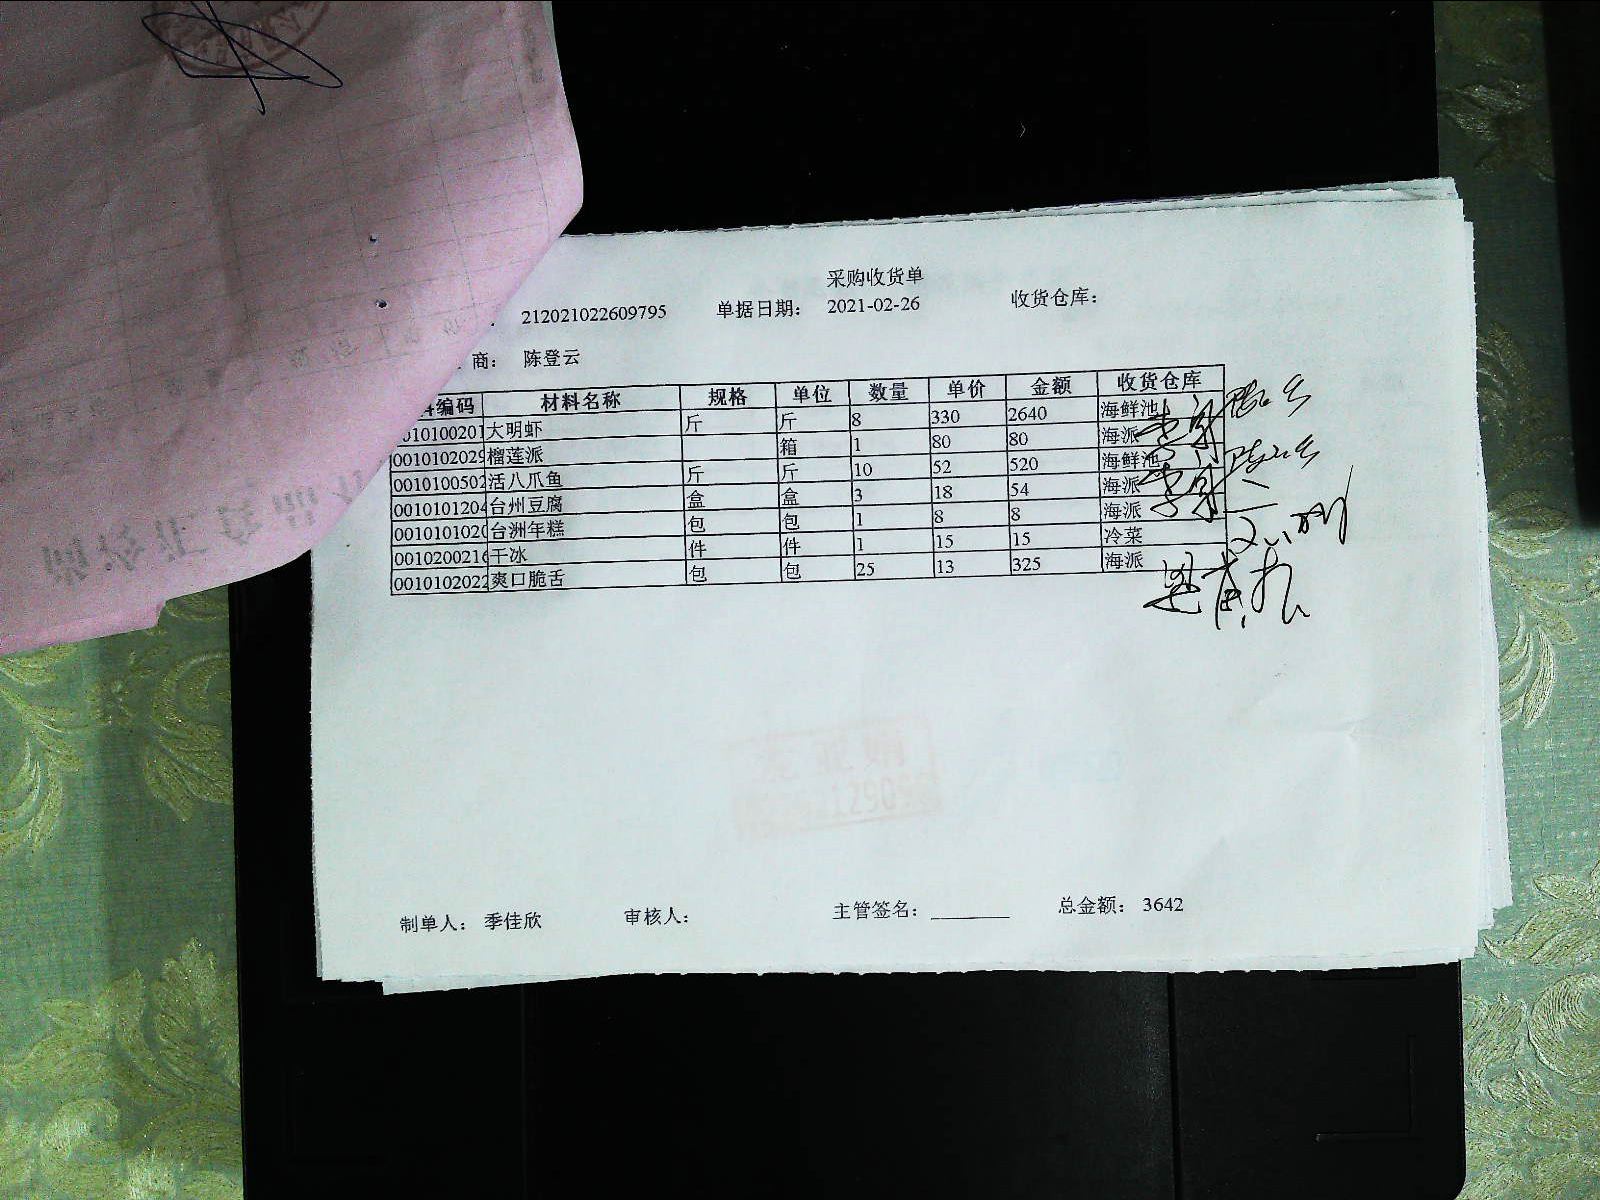 采购收货单
212021022609795 单据日期： 2021-02-26 收货仓库：
商： 陈登云
编码 材料名称 规格 单位 数量 单价 金额 收货仓库
010100201 大明虾 斤 斤 8 330 2640 海鲜池
0010102029 榴莲派 箱 1 80 80 海派
0010100502 活八爪鱼 斤 斤 10 52 520 海鲜池
0010101204 台州豆腐 盒 盒 3 18 54 海派
001010102 台洲年糕 包 包 1 8 8 海派
0010200216 干冰 件 件 1 15 15 冷菜
0010102022 爽口脆舌 包 包 25 13 325 海派
制单人： 季佳欣 审核人： 主管签名： 总金额： 3642